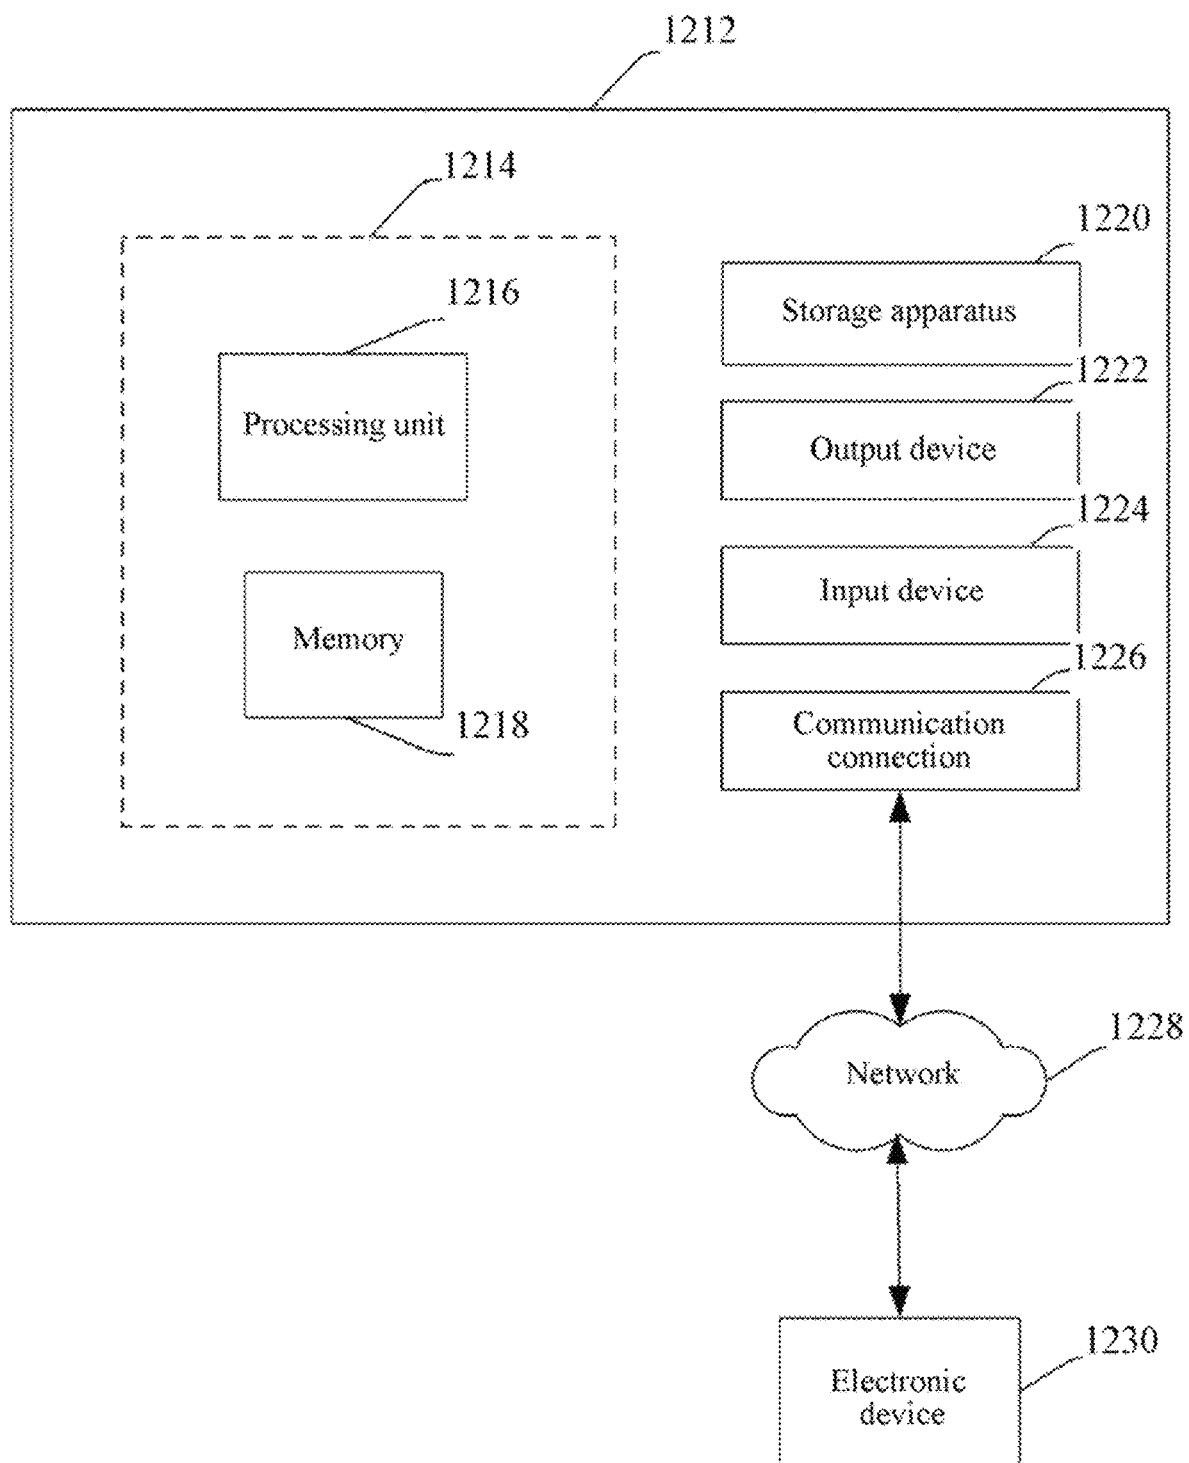 1212
1214
1220
1216
Storage apparatus
1222
Processing unit
Output device
1224
Input device
Memory
1226
1218
Communication
connection
1228
Network
1230
Electronic
device